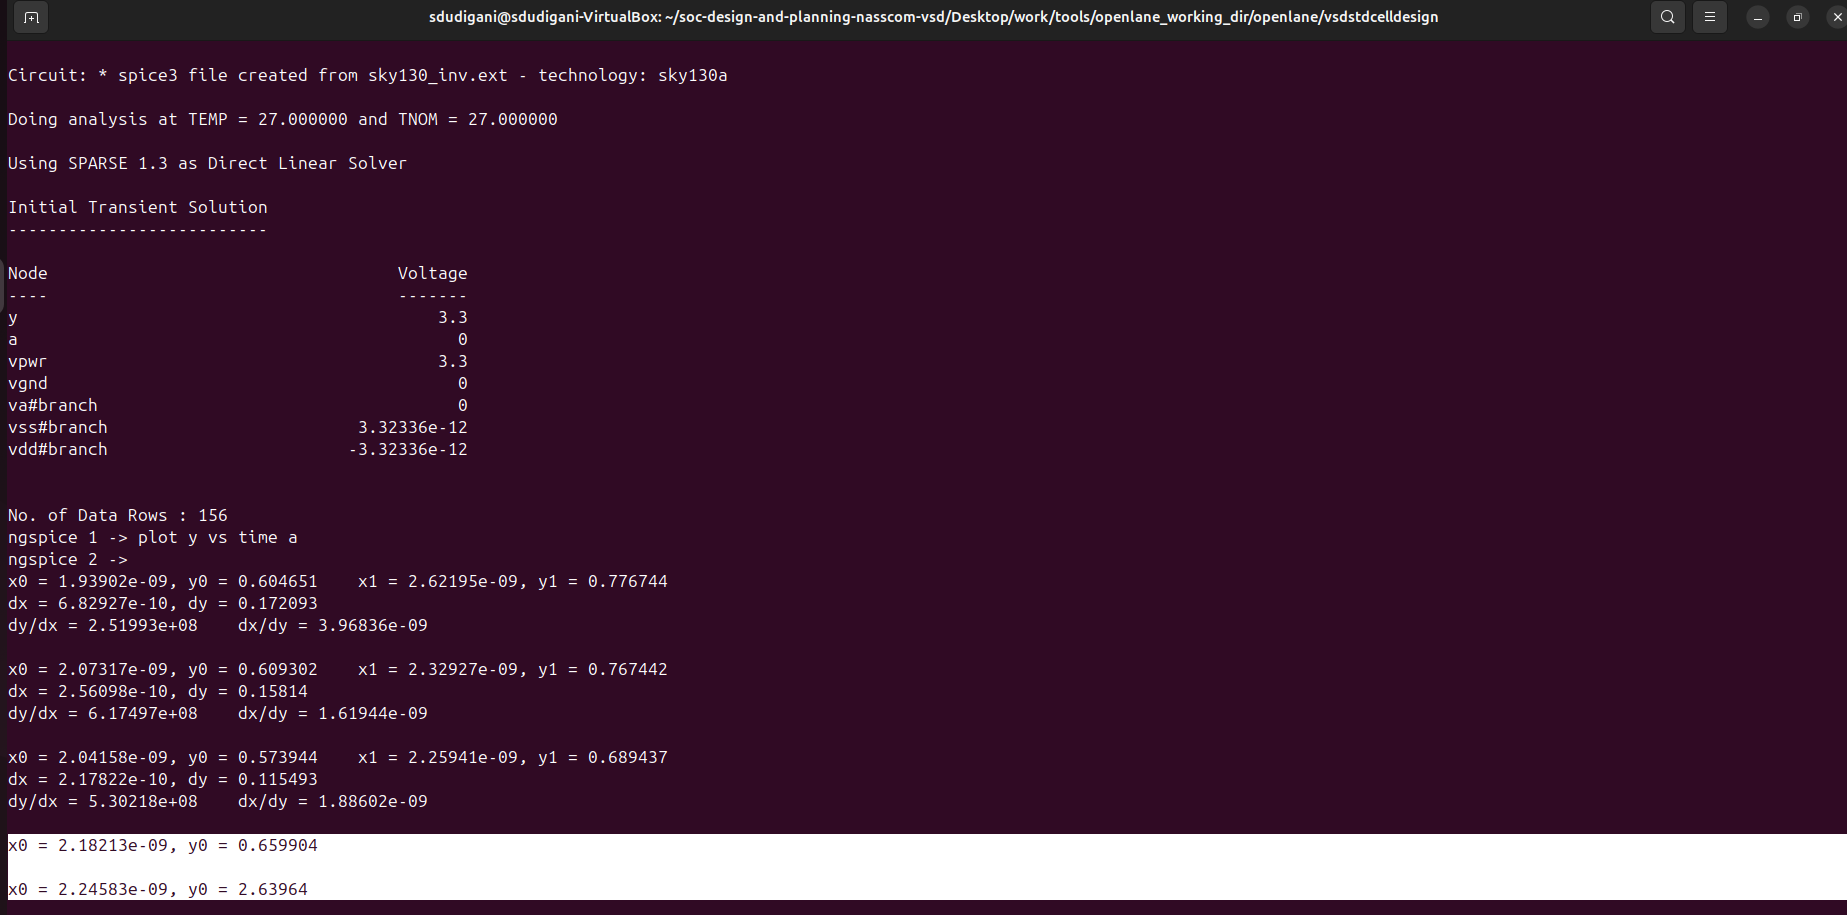 sdudigani@sdudigani-VirtualBox: ~/soc-design-and-planning-nasscom-vsd/Desktop/work/tools/openlane_working_dir/openlane/vsdstdcelldesign
Circuit: * spice3 file created from sky130_inv.ext - technology: sky130a
Doing analysis at TEMP = 27.000000 and TNOM = 27.000000
Using SPARSE 1.3 as Direct Linear Solver
Initial Transient Solution
--------------------------
Node                                   Voltage
----                                   -------
y                                          3.3
a                                            0
vpwr                                       3.3
vgnd                                         0
va#branch                                    0
vss#branch                         3.32336e-12
vdd#branch                        -3.32336e-12
No. of Data Rows : 156
ngspice 1 -> plot y vs time a
ngspice 2 ->
x0 = 1.93902e-09, y0 = 0.604651    x1 = 2.62195e-09, y1 = 0.776744
dx = 6.82927e-10, dy = 0.172093
dy/dx = 2.51993e+08    dx/dy = 3.96836e-09
x0 = 2.07317e-09, y0 = 0.609302    x1 = 2.32927e-09, y1 = 0.767442
dx = 2.56098e-10, dy = 0.15814
dy/dx = 6.17497e+08    dx/dy = 1.61944e-09
x0 = 2.04158e-09, y0 = 0.573944    x1 = 2.25941e-09, y1 = 0.689437
dx = 2.17822e-10, dy = 0.115493
dy/dx = 5.30218e+08    dx/dy = 1.88602e-09
x0 = 2.18213e-09, y0 = 0.659904
x0 = 2.24583e-09, y0 = 2.63964